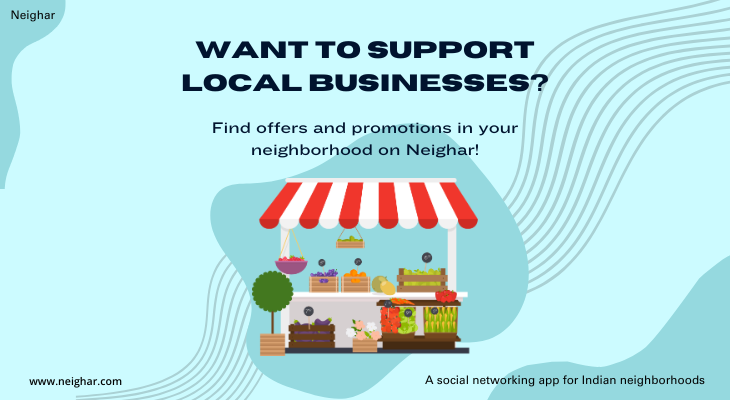 Neighar
WANT TO SUPPORT
LOCAL BUSINESSES?
Find offers and promotions in your
neighborhood on Neighar!
www.neighar.com
A social networking app for Indian neighborhoods